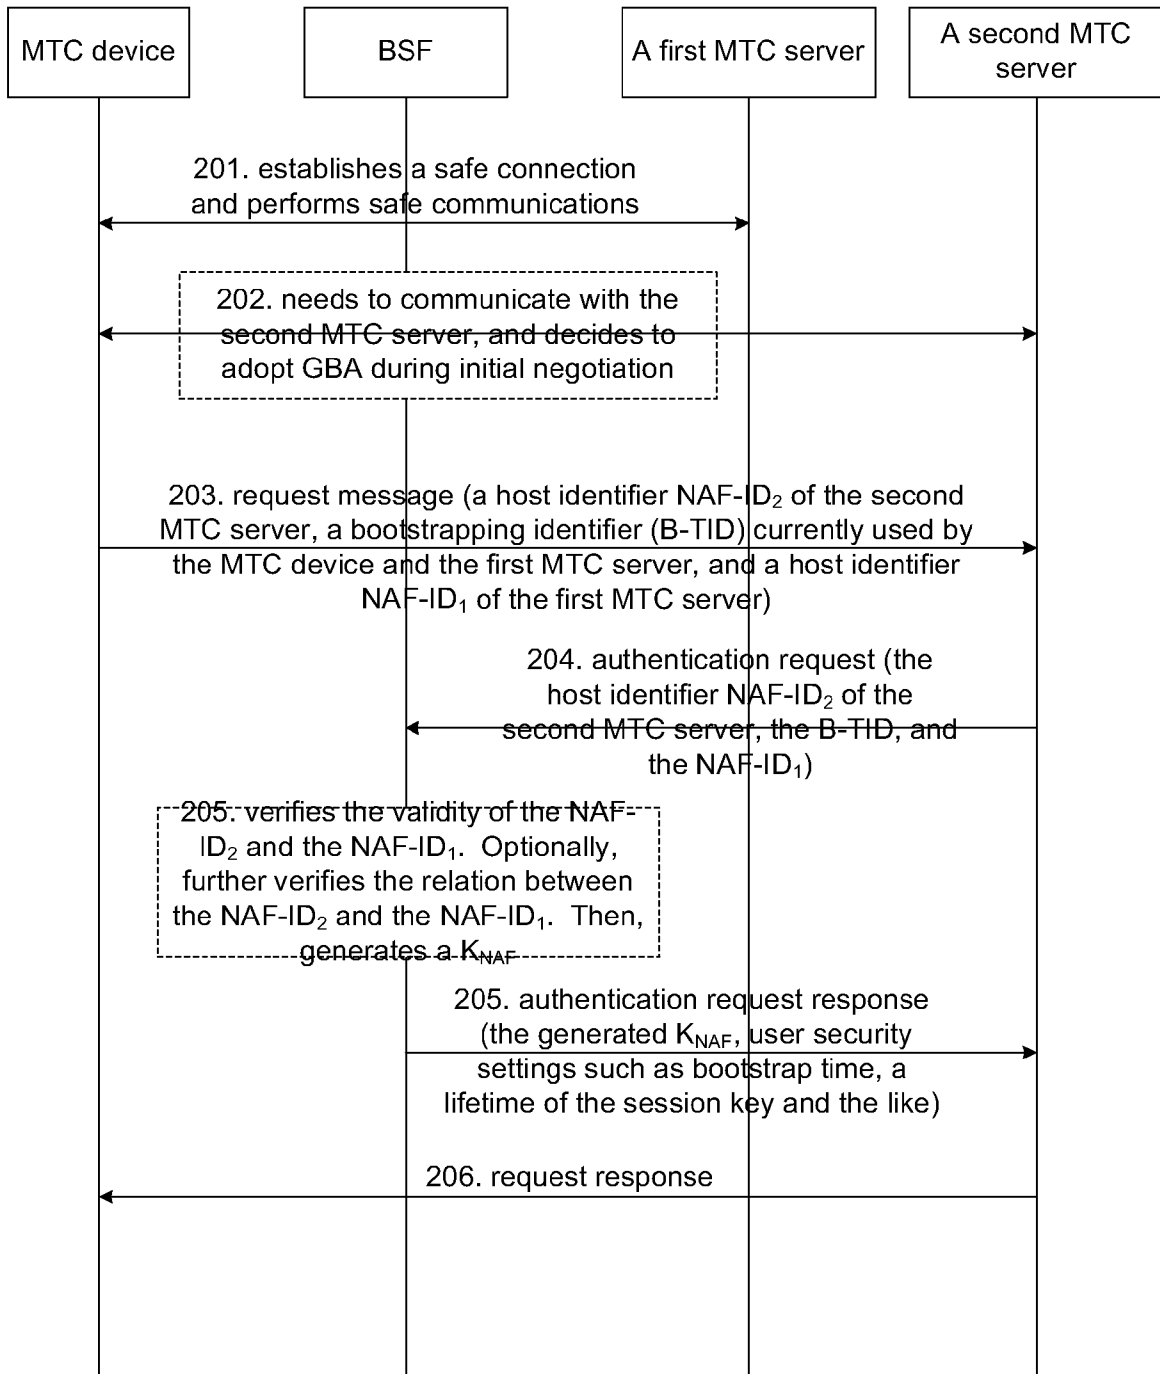 MTC device
BSF
A first MTC server
A second MTC
server
201. establishes a safe connection
and performs safe communications
202. needs to communicate with the
second MTC server, and decides to
adopt GBA during initial negotiation
203. request message (a host identifier NAF-ID₂ of the second
MTC server, a bootstrapping identifier (B-TID) currently used by
the MTC device and the first MTC server, and a host identifier
NAF-ID₁ of the first MTC server)
204. authentication request (the
host identifier NAF-ID₂ of the
second MTC server, the B-TID, and
the NAF-ID₁)
205. verifies the validity of the NAF-
ID₂ and the NAF-ID₁. Optionally,
further verifies the relation between
the NAF-ID₂ and the NAF-ID₁. Then,
generates a K_NAF
205. authentication request response
(the generated K_NAF, user security
settings such as bootstrap time, a
lifetime of the session key and the like)
206. request response